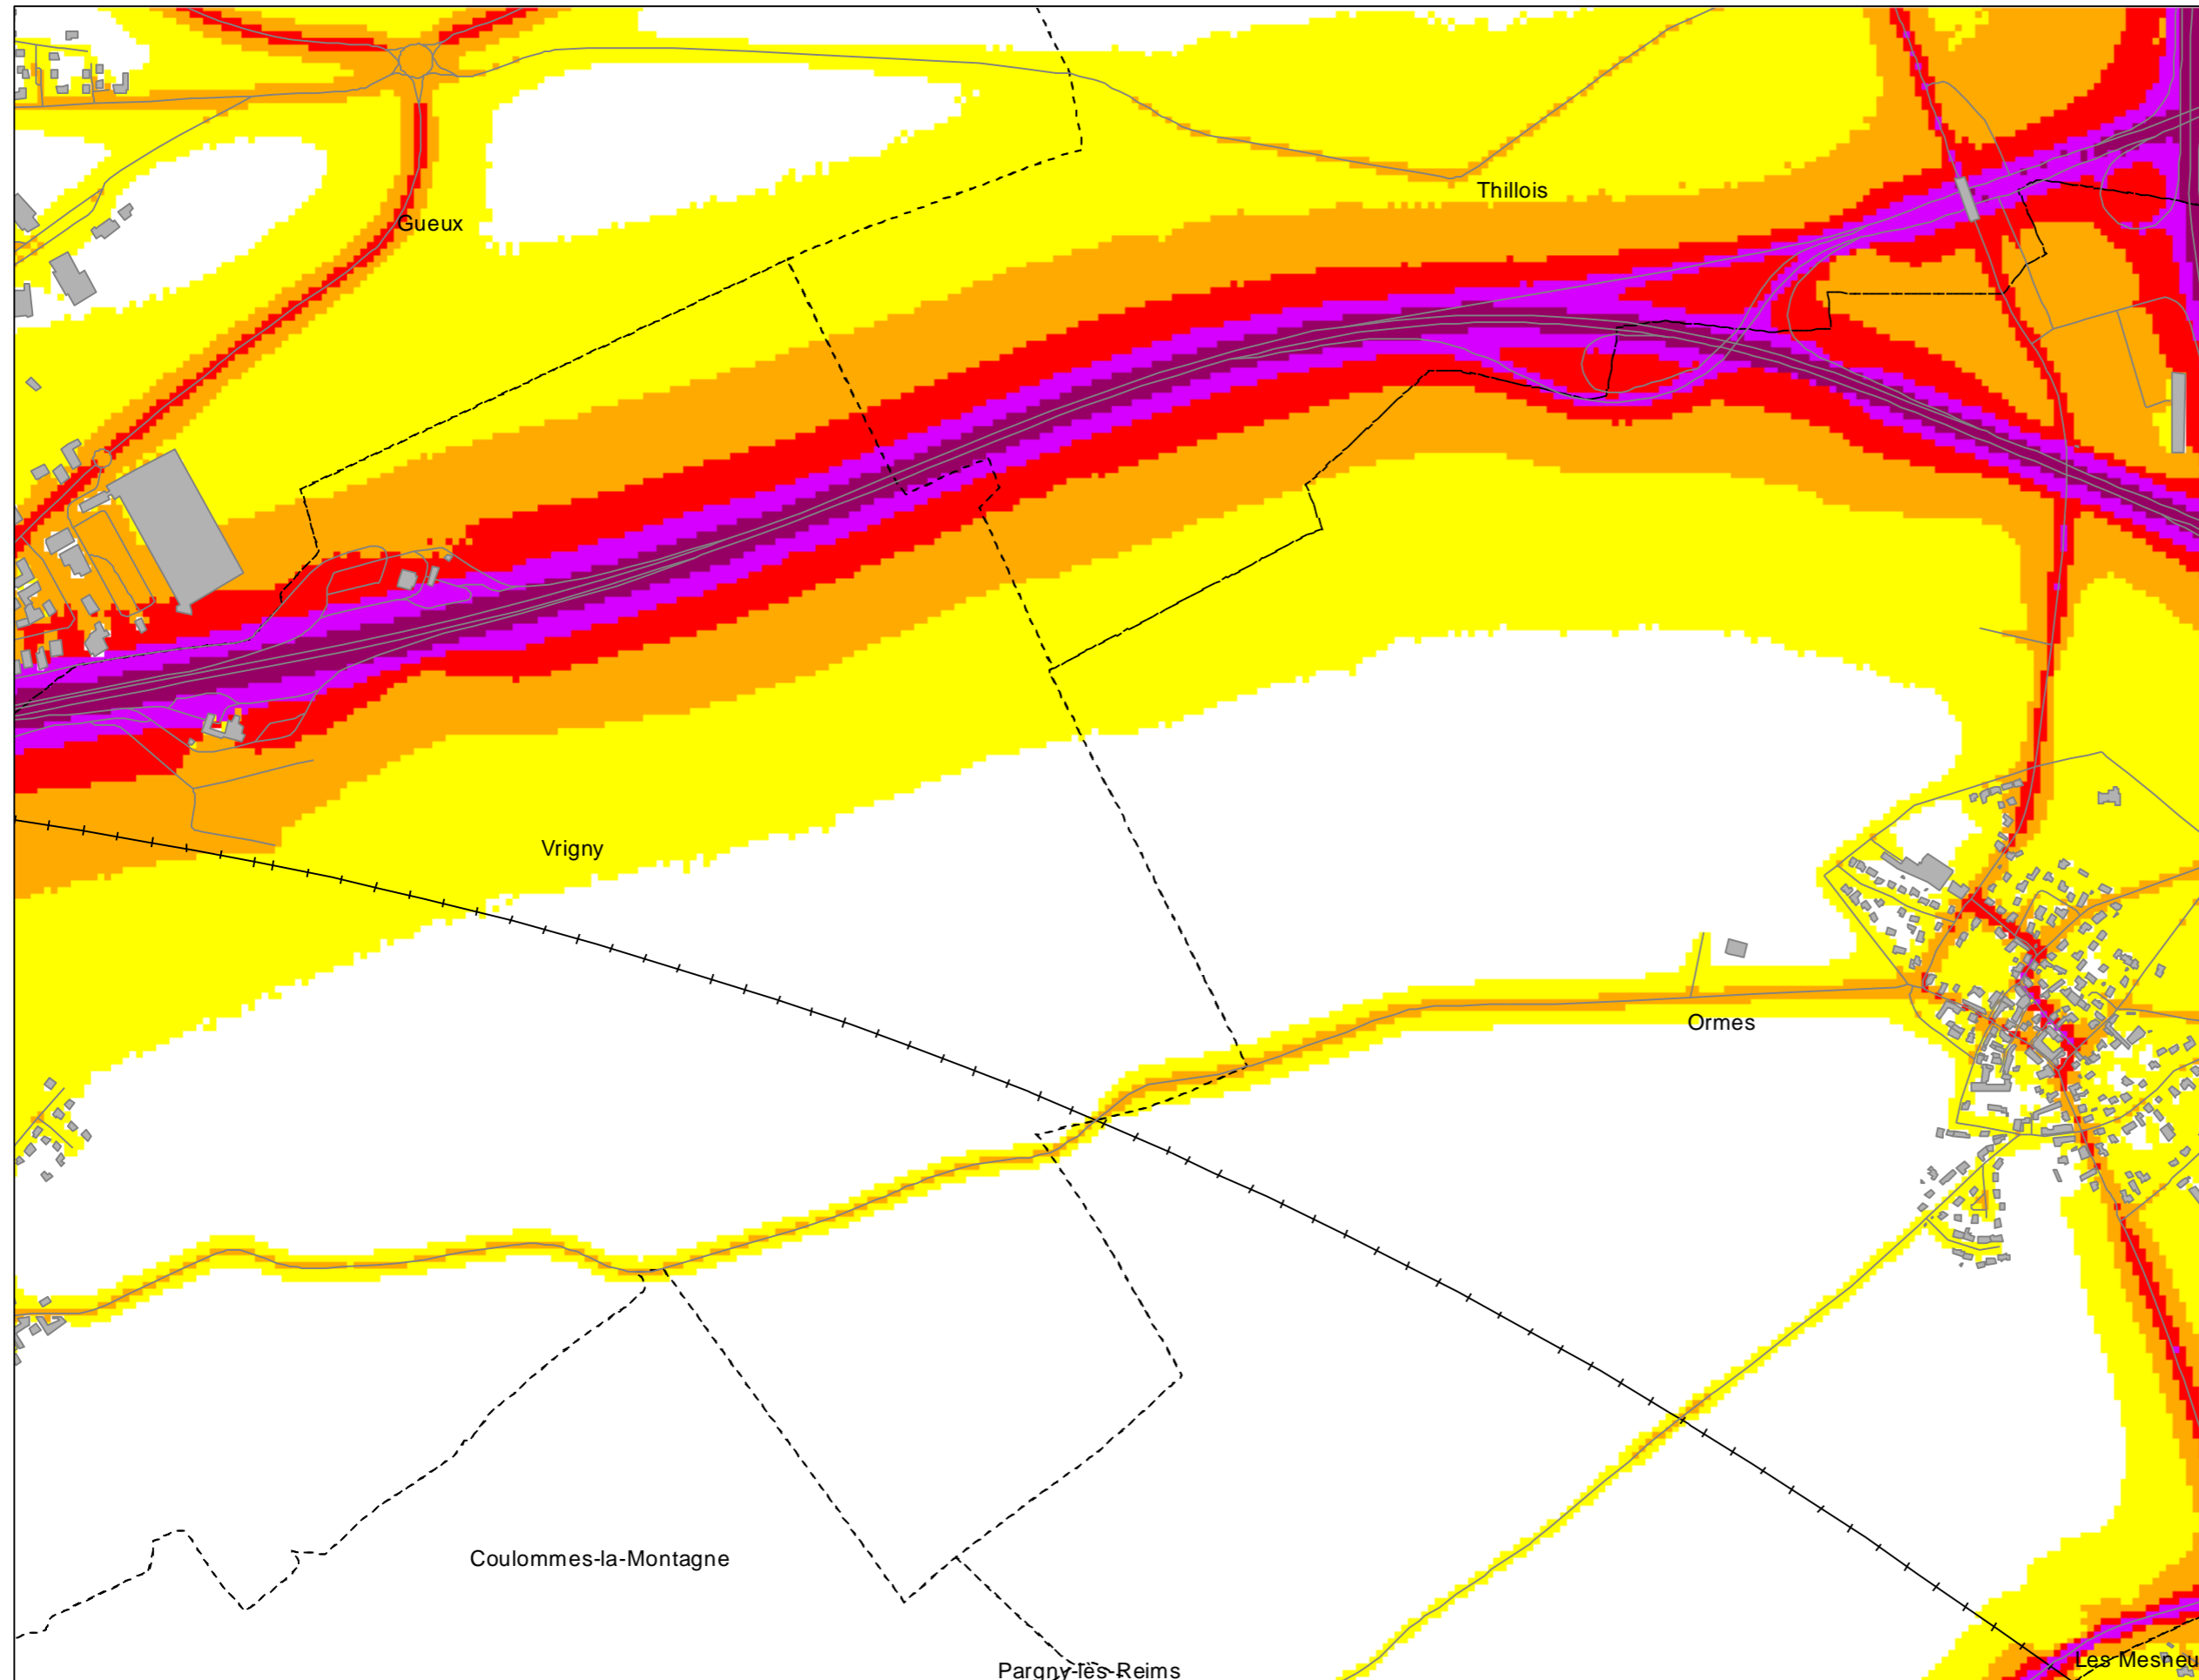 Thillois
Gueux
Vrigny
Ormes
Coulommes-la-Montagne
Pargny-lès-Reims
Les Mesneu